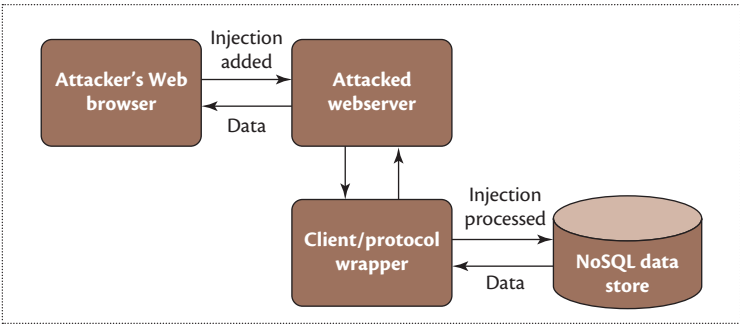 Injection
added
Attacker's Web
browser
Attacked
webserver
Data
Client/protocol
wrapper
Injection
processed
NoSQL data
store
Data